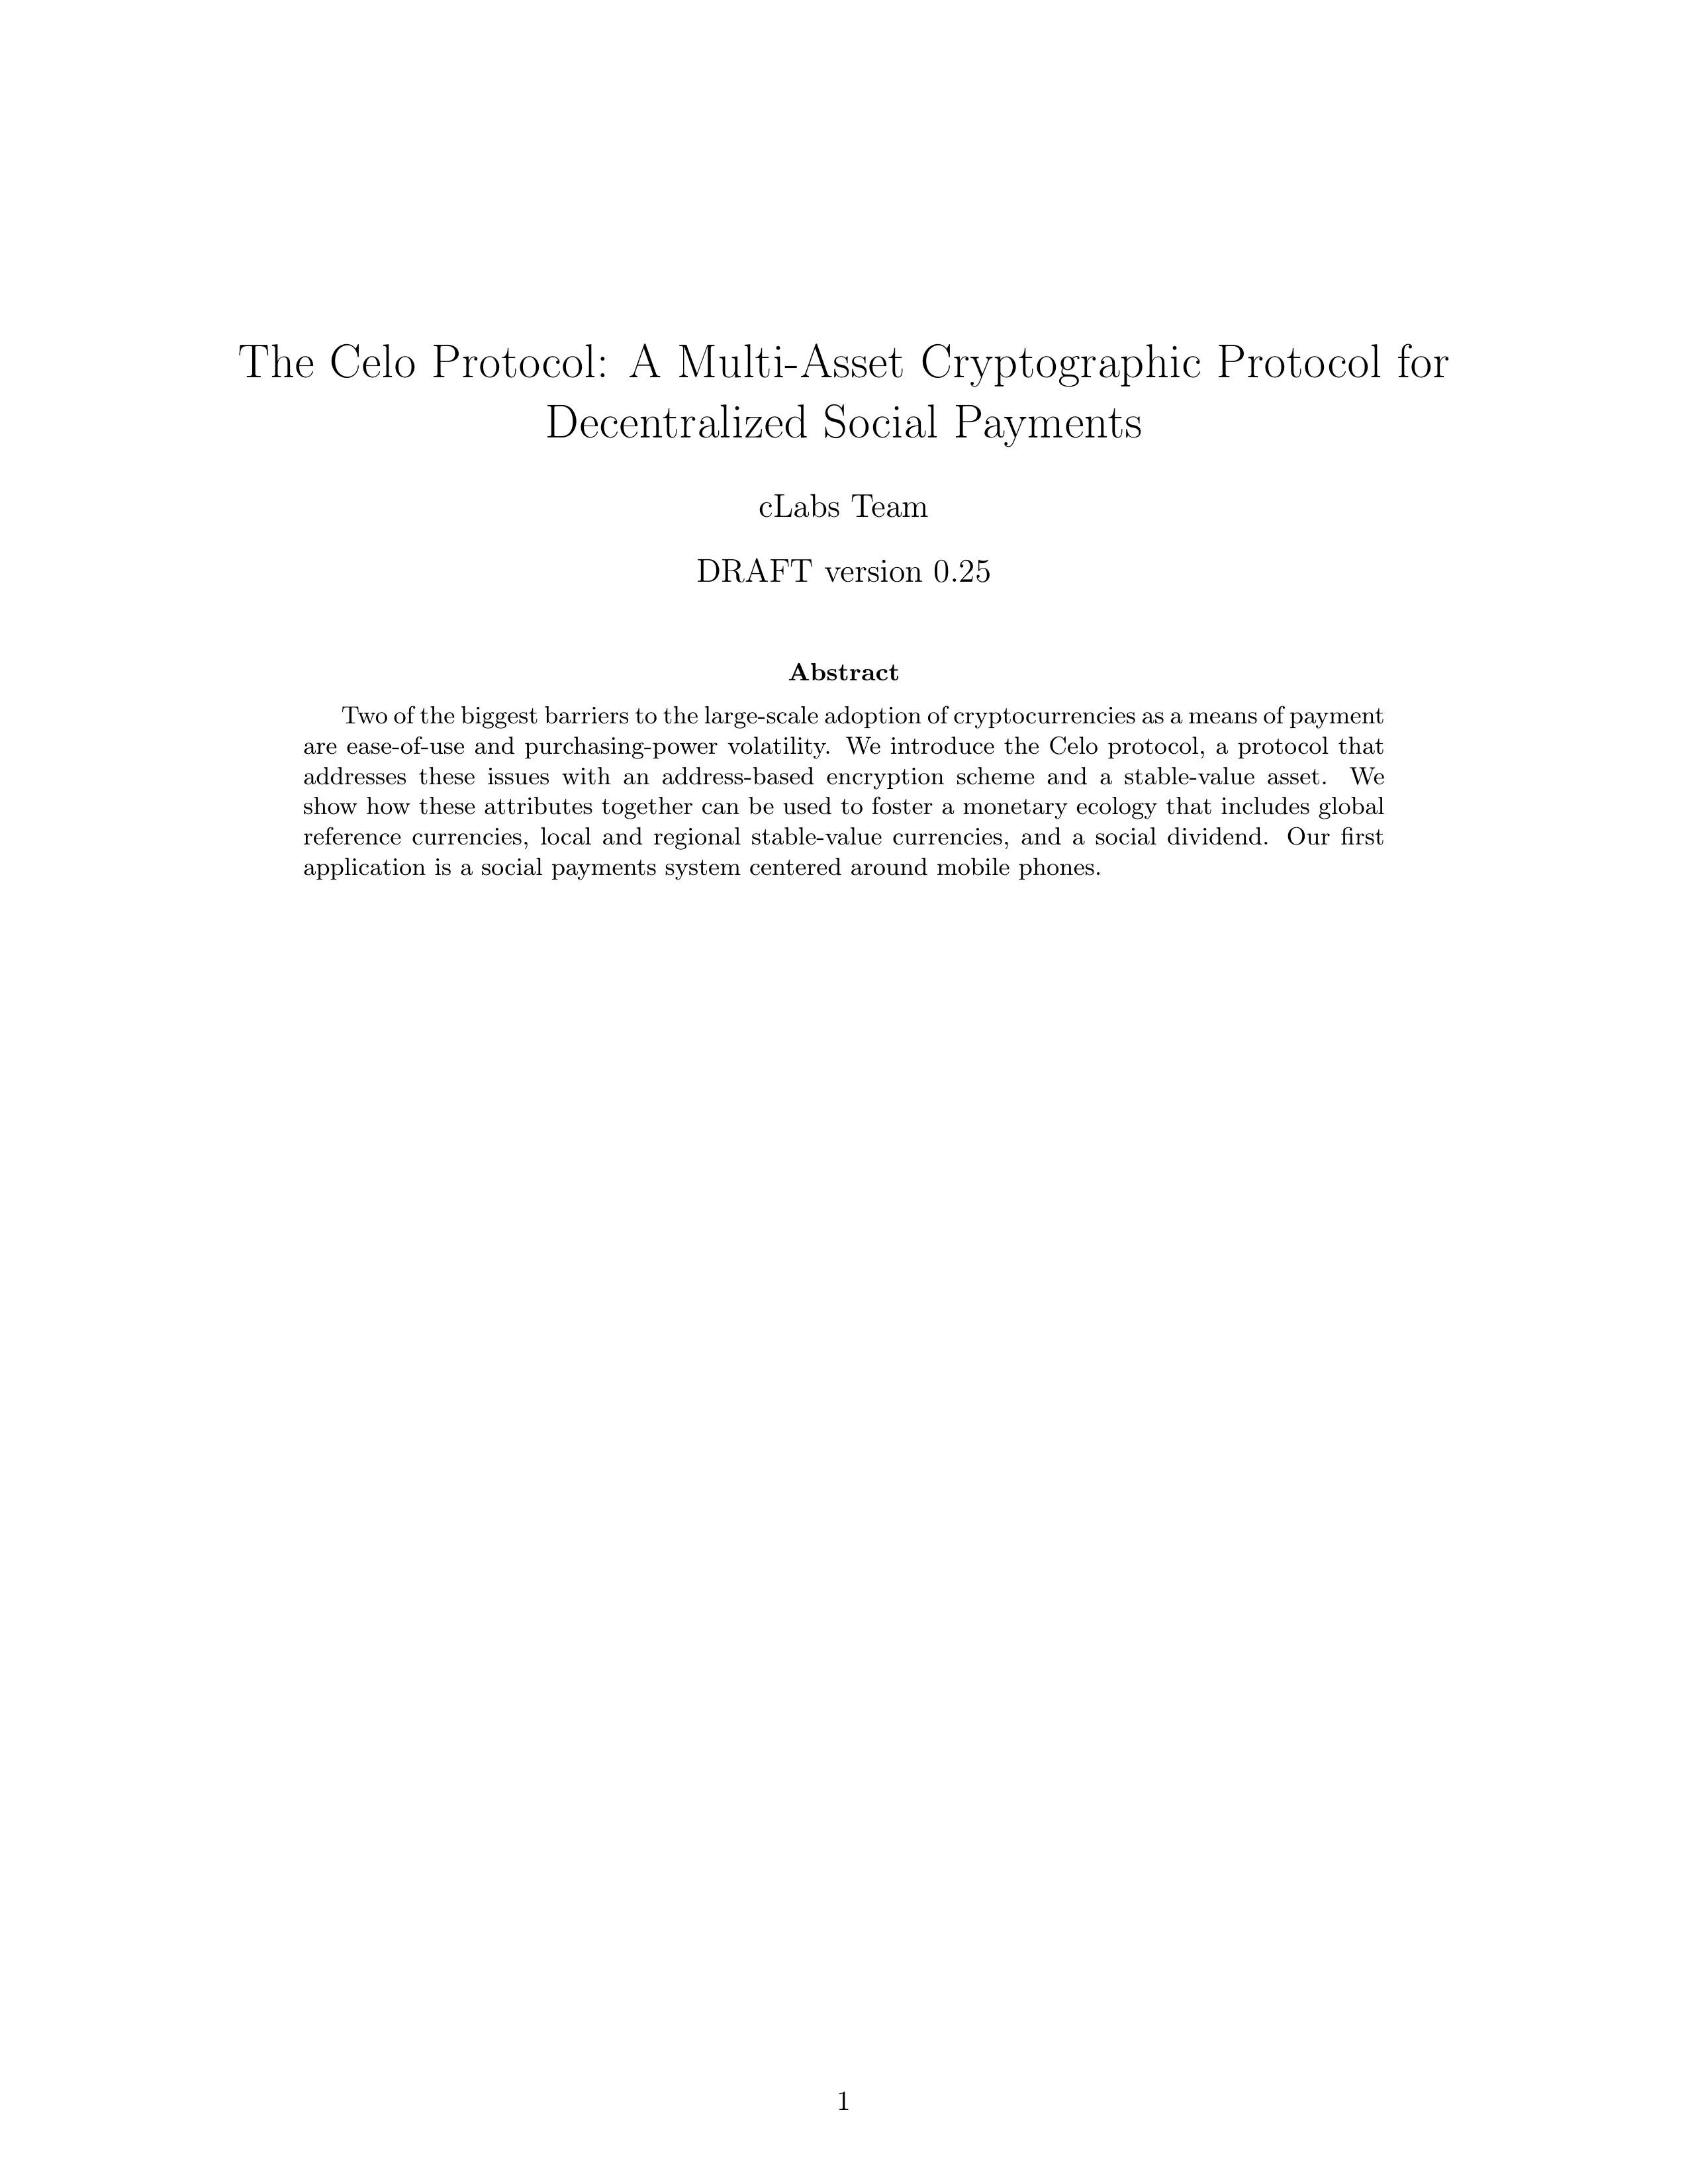 The Celo Protocol: A Multi-Asset Cryptographic Protocol for
Decentralized Social Payments
cLabs Team
DRAFT version 0.25
Abstract
Two of the biggest barriers to the large-scale adoption of cryptocurrencies as a means of payment
are ease-of-use and purchasing-power volatility. We introduce the Celo protocol, a protocol that
addresses these issues with an address-based encryption scheme and a stable-value asset. We
show how these attributes together can be used to foster a monetary ecology that includes global
reference currencies, local and regional stable-value currencies, and a social dividend. Our first
application is a social payments system centered around mobile phones.
1